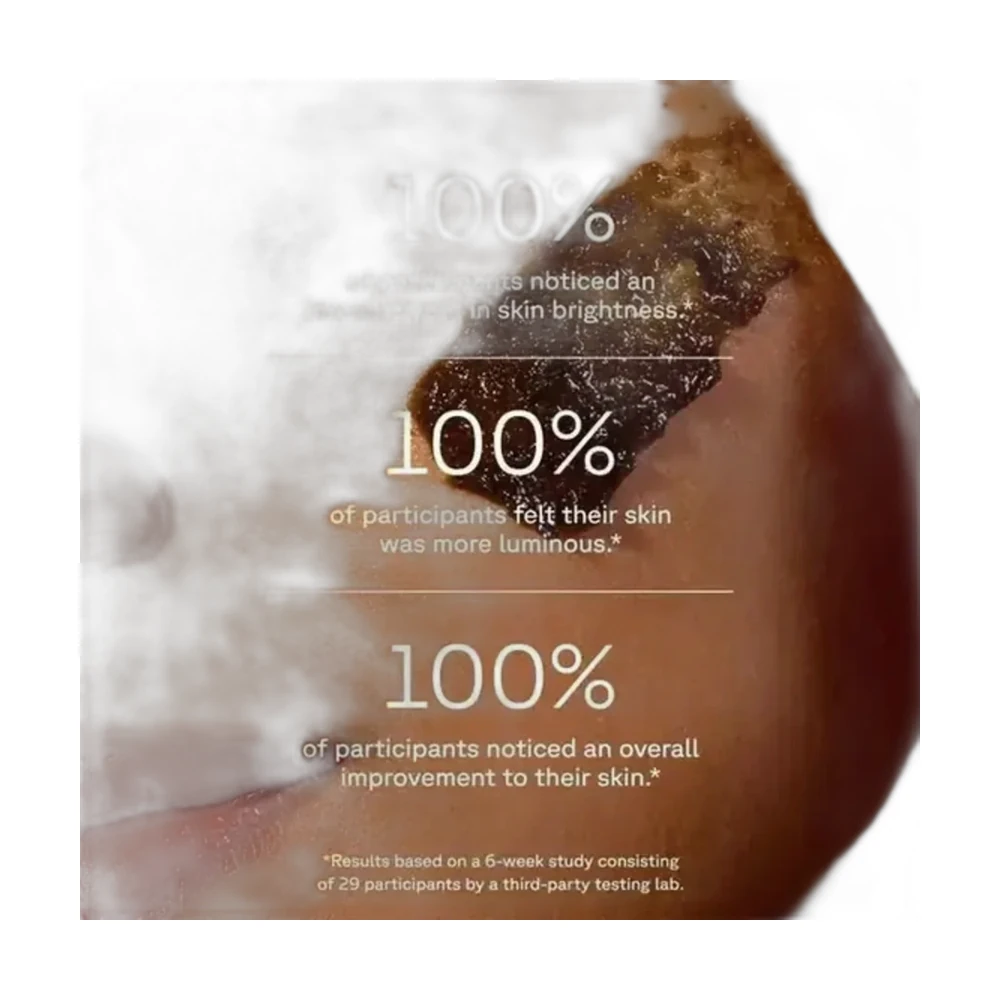 100%
noticed an
in skin brightness.*
100%
of participants felt their skin
was more luminous.*
100%
of participants noticed an overall
improvement to their skin.*
*Results based on a 6-week study consisting
of 29 participants by a third-party testing lab.